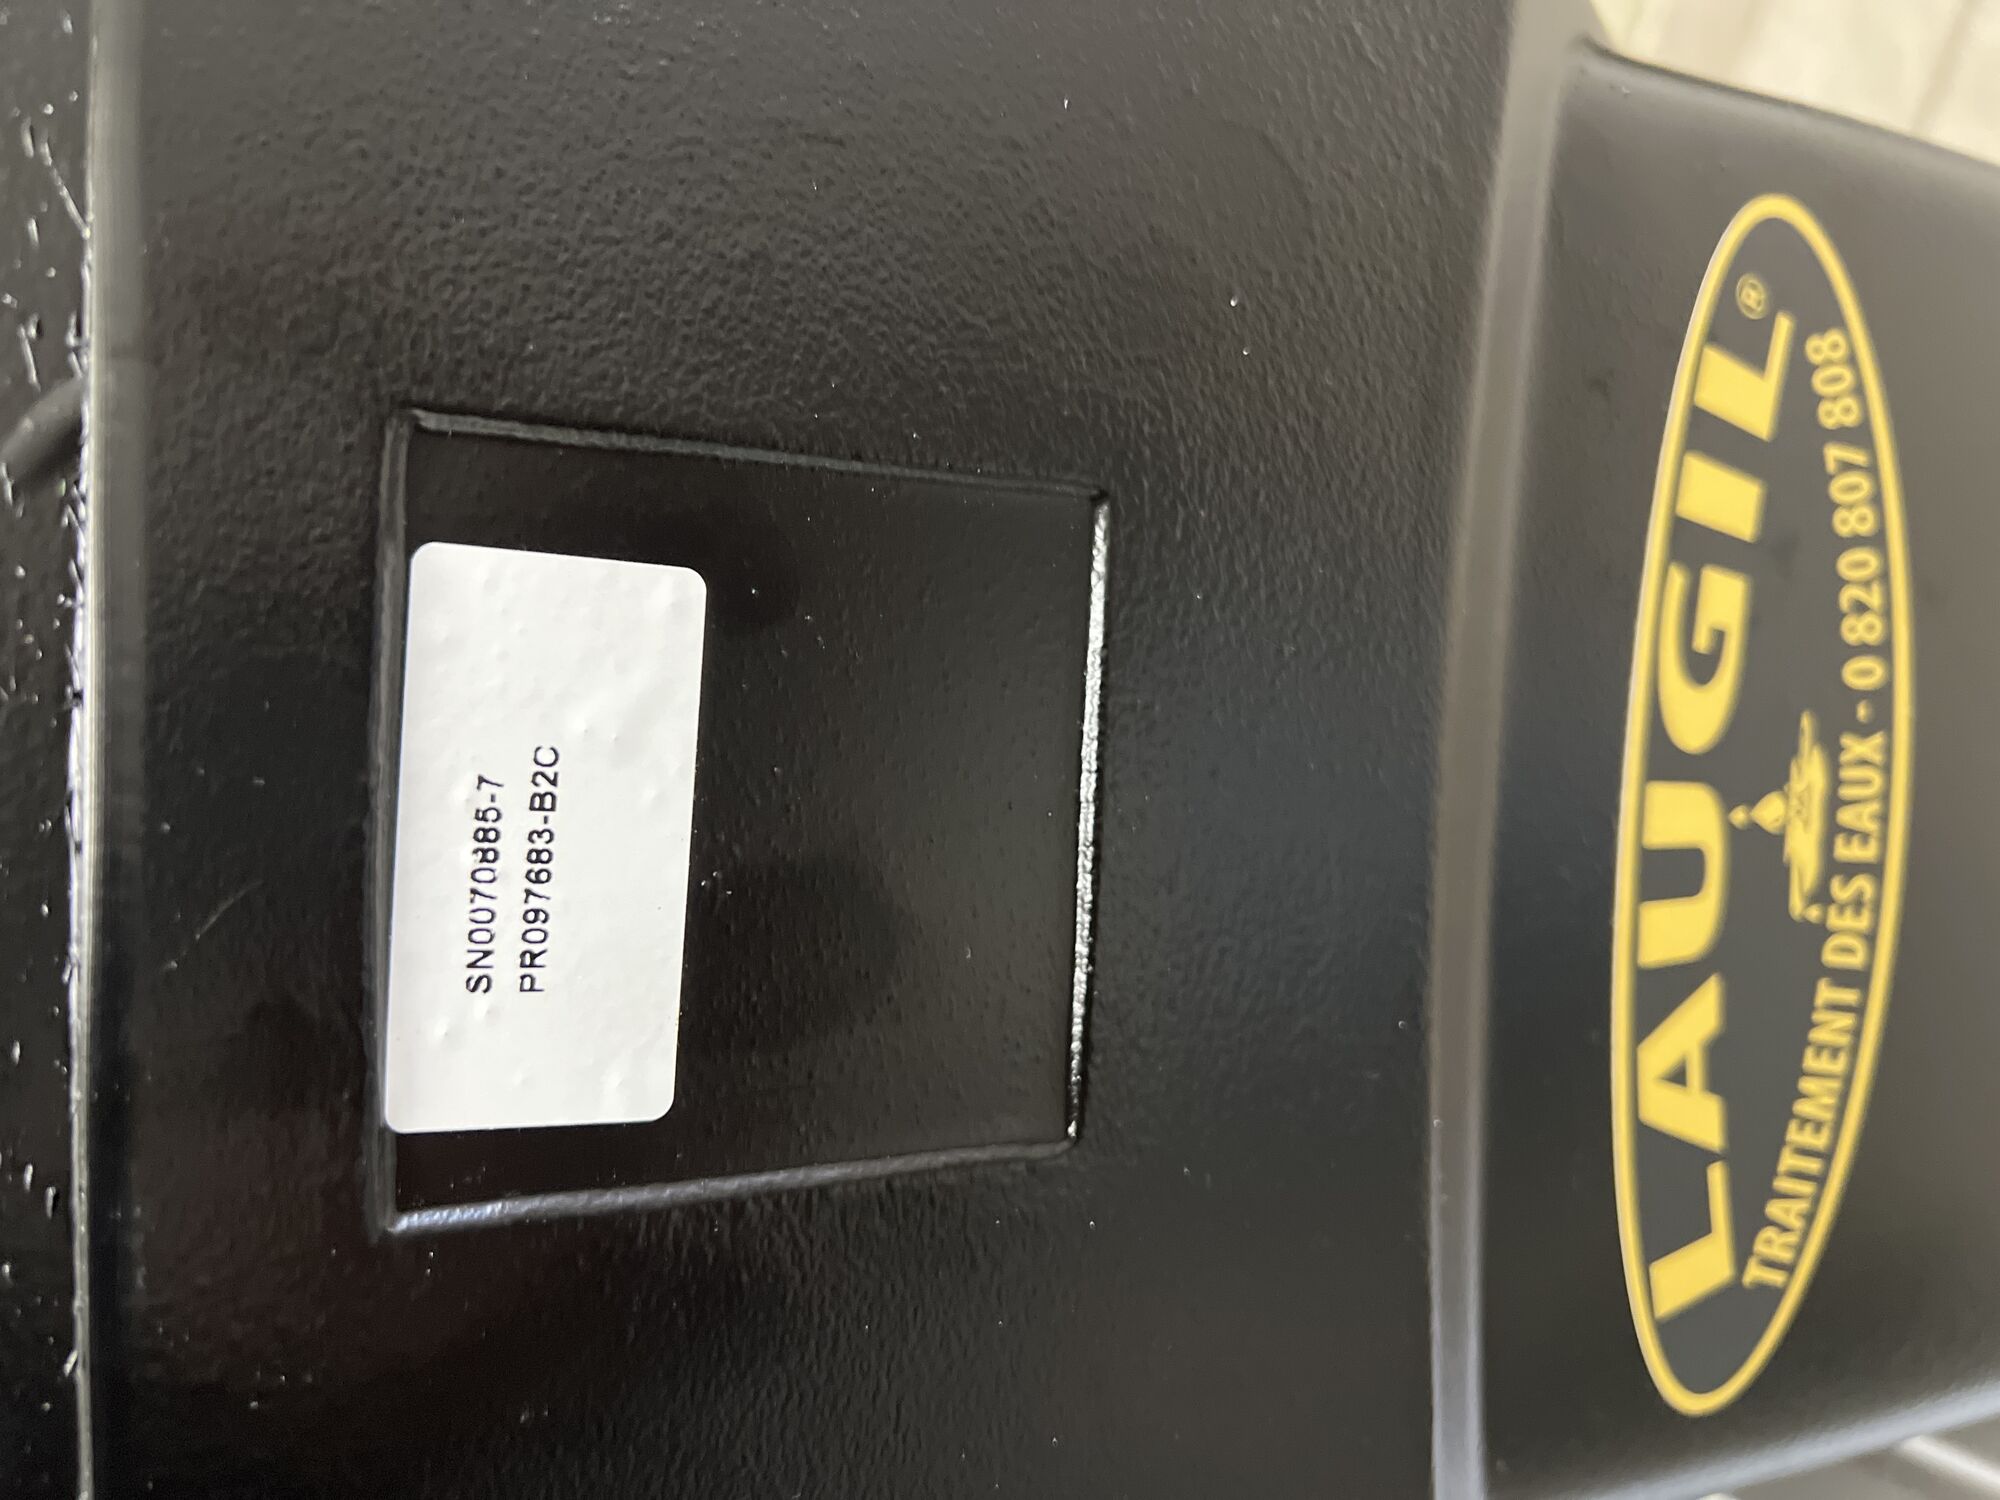 SN0070885-7
PR097683-B2C
LAUGIL®
TRAITEMENT DES EAUX - 0 820 807 808